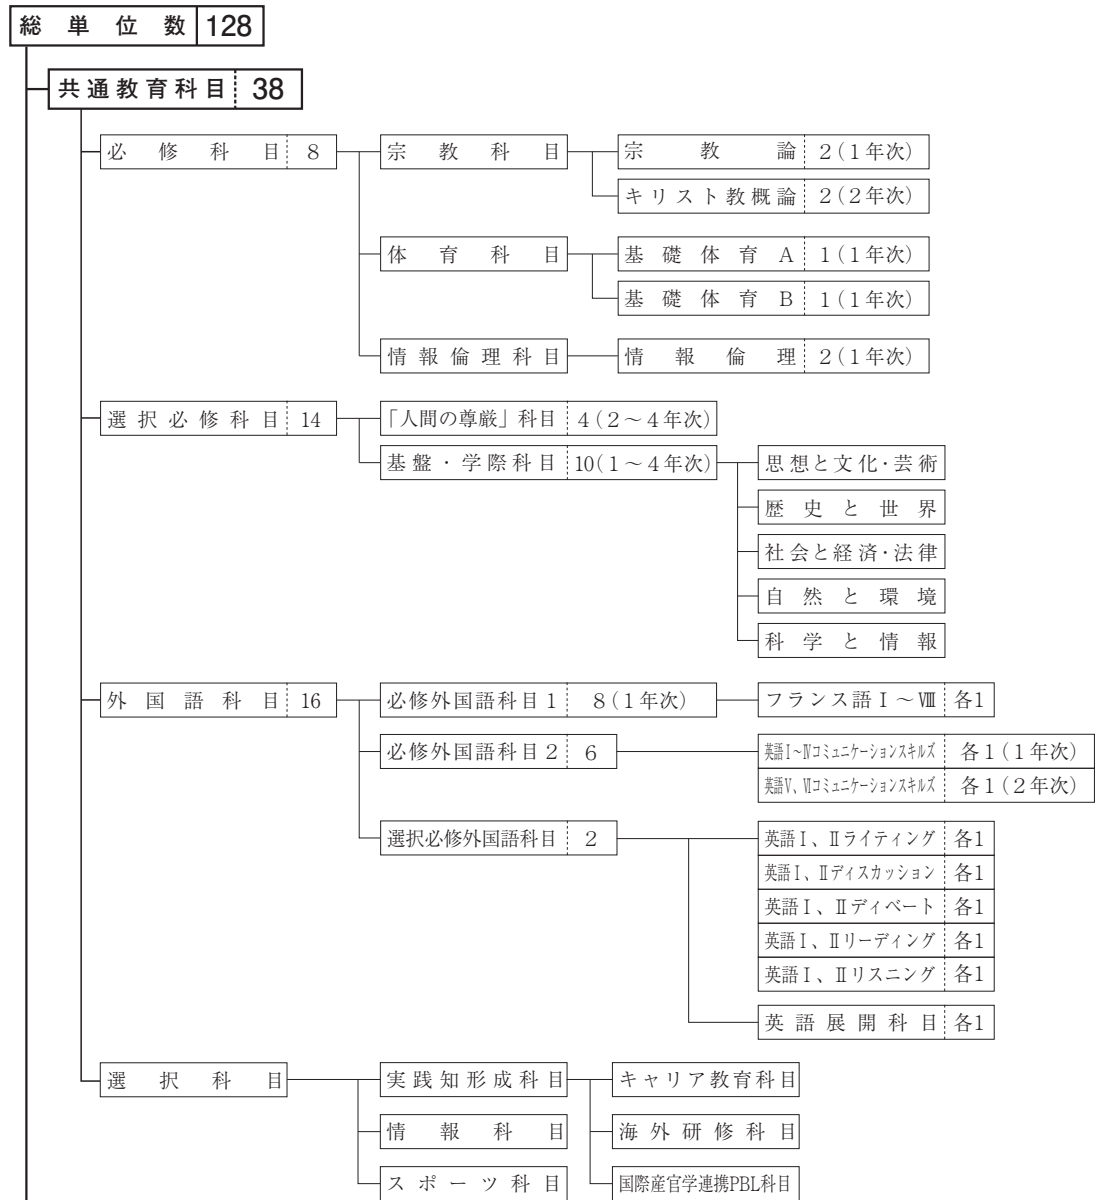 総単位数 128
共通教育科目 38
必修科目 8 宗教科目 宗教論 2(1年次)
キリスト教概論 2(2年次)
体育科目 基礎体育A 1(1年次)
基礎体育B 1(1年次)
情報倫理科目 情報倫理 2(1年次)
選択必修科目 14 「人間の尊厳」科目 4(2～4年次)
基盤・学際科目 10(1～4年次) 思想と文化・芸術
歴史と世界
社会と経済・法律
自然と環境
科学と情報
外国語科目 16 必修外国語科目1 8(1年次) フランス語Ⅰ～Ⅷ 各1
必修外国語科目2 6 英語Ⅰ～Ⅳコミュニケーションスキルズ 各1(1年次)
英語Ⅴ、Ⅵコミュニケーションスキルズ 各1(2年次)
選択必修外国語科目 2 英語Ⅰ、Ⅱライティング 各1
英語Ⅰ、Ⅱディスカッション 各1
英語Ⅰ、Ⅱディベート 各1
英語Ⅰ、Ⅱリーディング 各1
英語Ⅰ、Ⅱリスニング 各1
英語展開科目 各1
選択科目 実践知形成科目 キャリア教育科目
情報科目 海外研修科目
スポーツ科目 国際産官学連携PBL科目